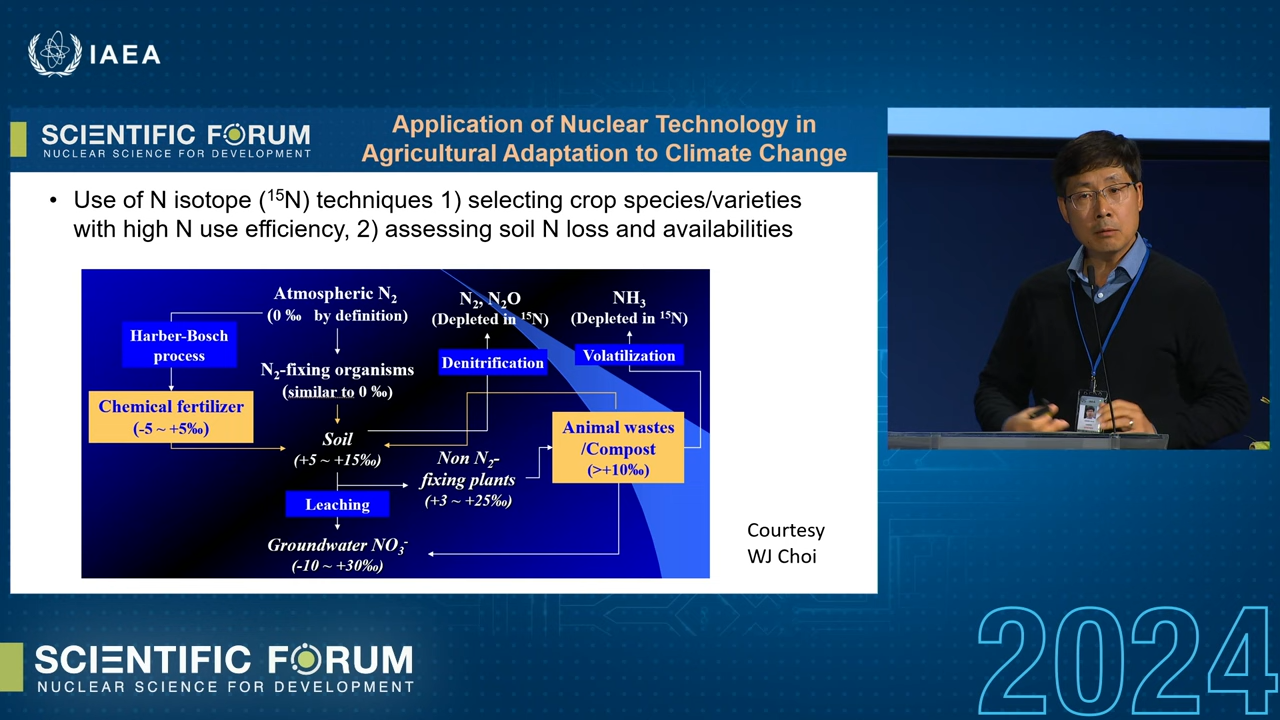 IAEA
SCIENTIFIC FORUM
NUCLEAR SCIENCE FOR DEVELOPMENT
Application of Nuclear Technology in
Agricultural Adaptation to Climate Change
• Use of N isotope (¹⁵N) techniques 1) selecting crop species/varieties
with high N use efficiency, 2) assessing soil N loss and availabilities
Atmospheric N₂
(0 ‰ by definition)
N₂, N₂O
(Depleted in ¹⁵N)
NH₃
(Depleted in ¹⁵N)
Harber-Bosch
process
Denitrification
Volatilization
N₂-fixing organisms
(similar to 0 ‰)
Chemical fertilizer
(-5 ~ +5‰)
Animal wastes
/Compost
(>+10‰)
Soil
(+5 ~ +15‰)
Non N₂-
fixing plants
(+3 ~ +25‰)
Leaching
Groundwater NO₃⁻
(-10 ~ +30‰)
Courtesy
WJ Choi
SCIENTIFIC FORUM
NUCLEAR SCIENCE FOR DEVELOPMENT
2024